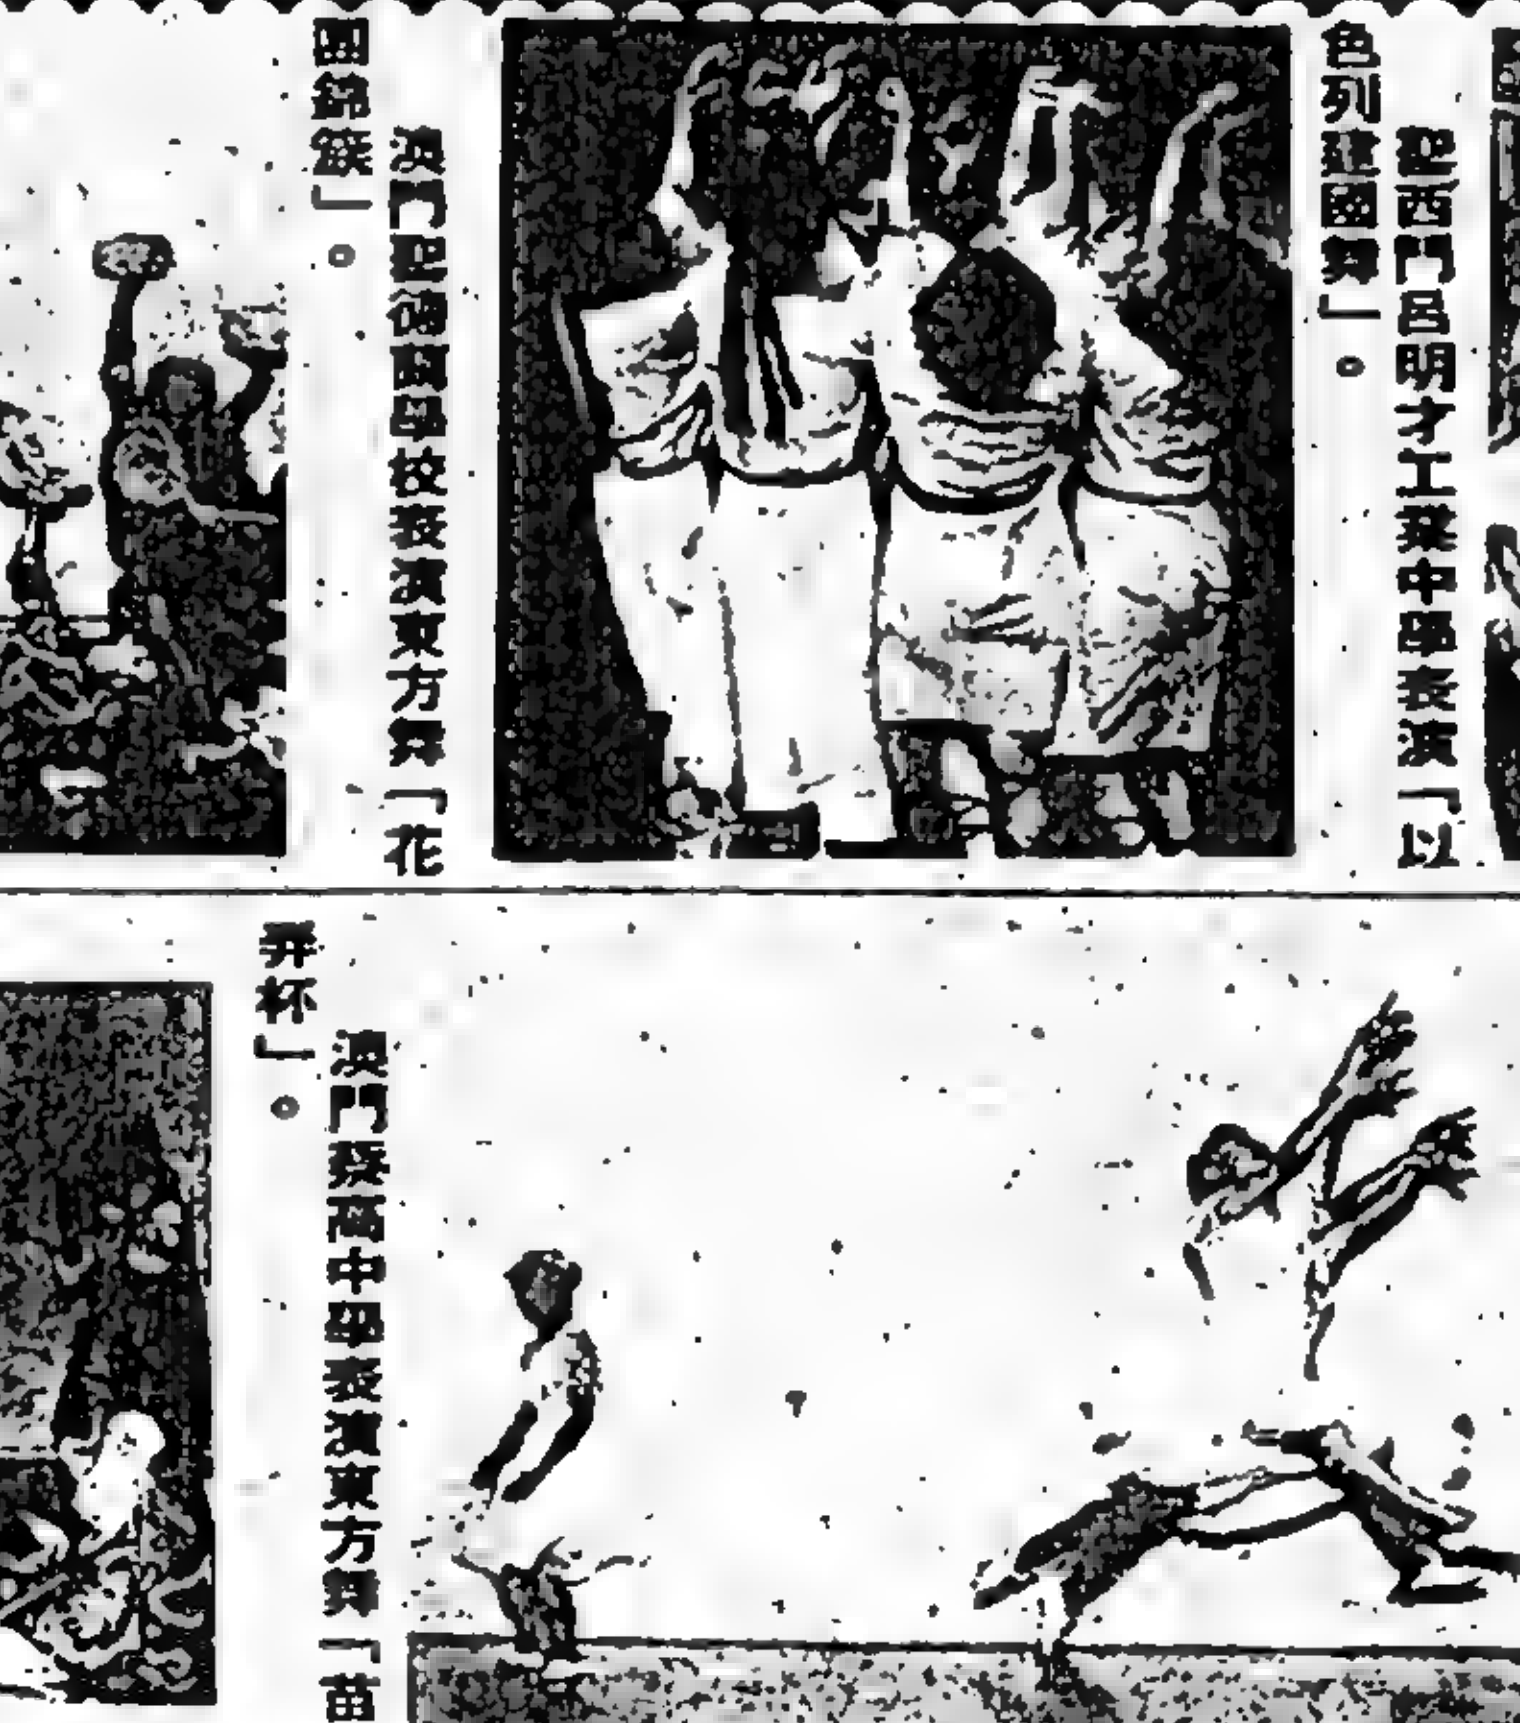 聖西門呂明才工業中學表演「以
色列建國舞」。
澳門聖德蘭學校表演東方舞「花
團錦簇」。
澳門蔡高中學表演東方舞「苗
弄杯」。